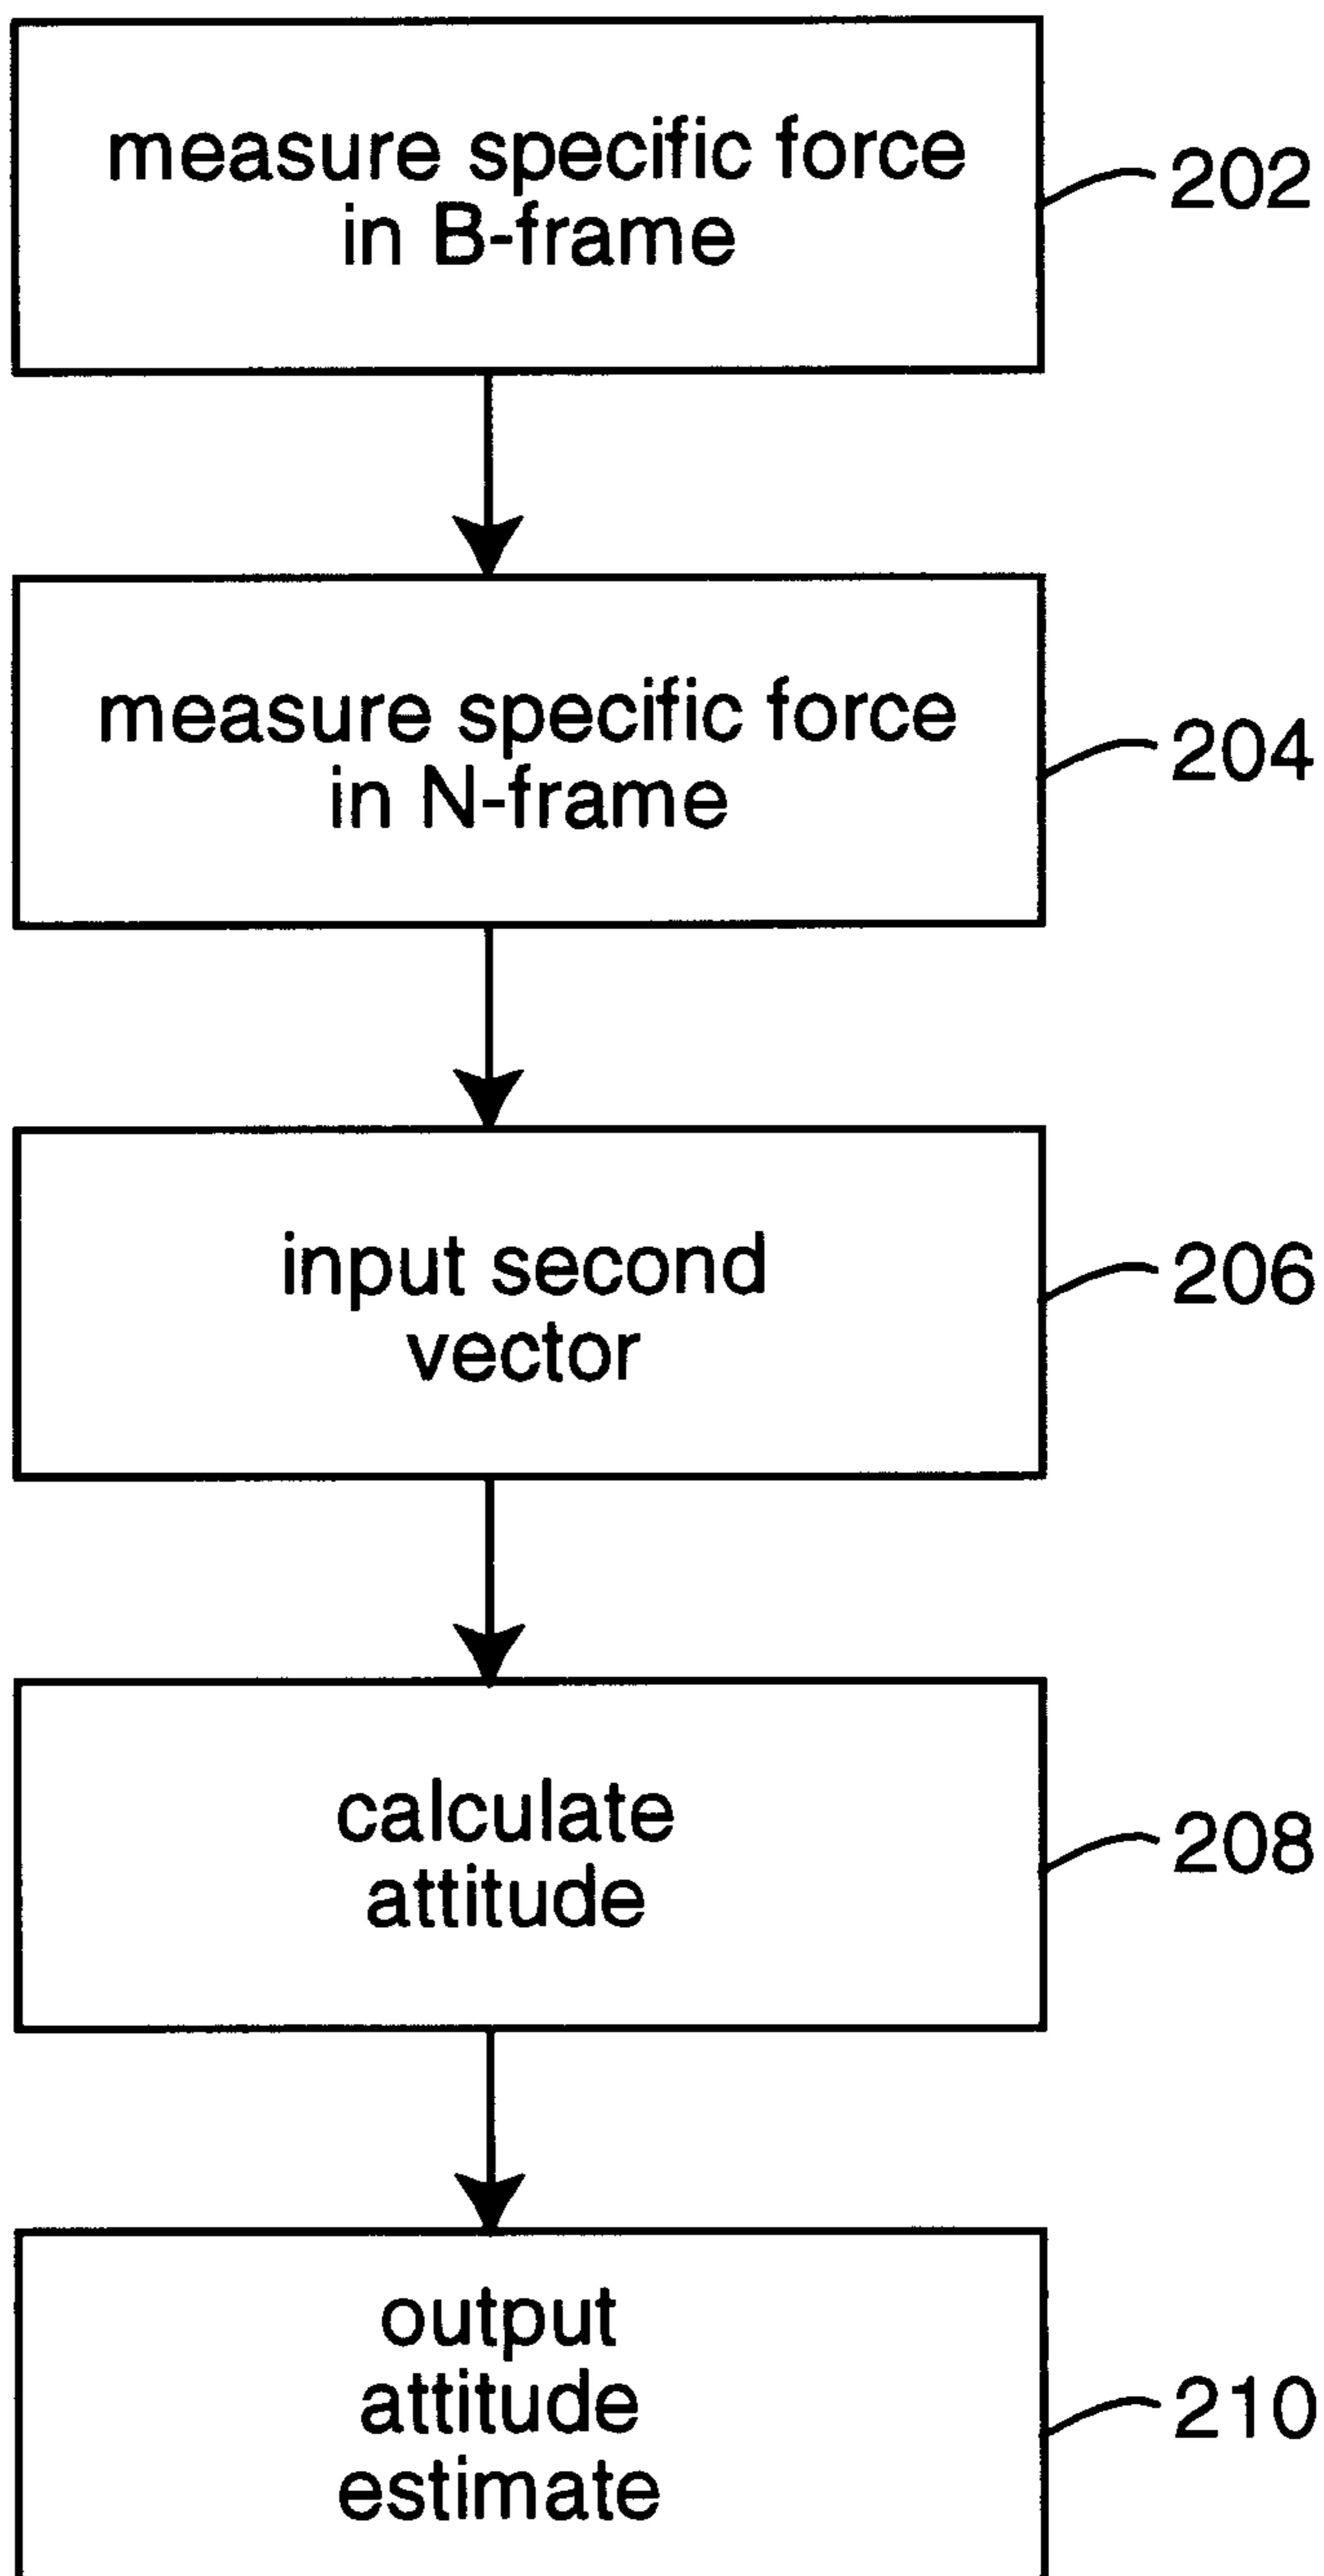 measure specific force
in B-frame
202
measure specific force
in N-frame
204
input second
vector
206
calculate
attitude
208
output
attitude
estimate
210